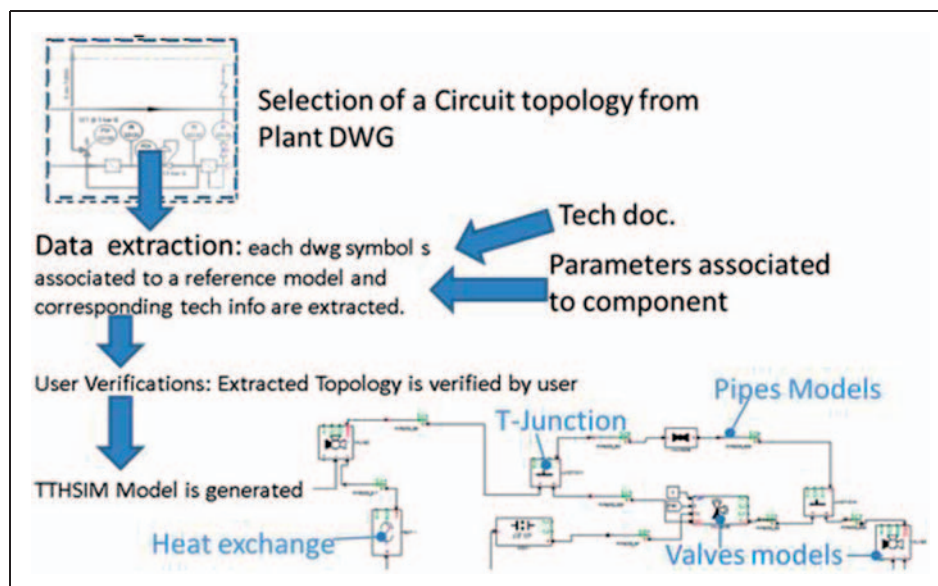 Selection of a Circuit topology from
Plant DWG
Tech doc.
Data extraction: each dwg symbol s
associated to a reference model and
corresponding tech info are extracted.
Parameters associated
to component
User Verifications: Extracted Topology is verified by user
Pipes Models
T-Junction
TTHSIM Model is generated
Heat exchange
Valves models